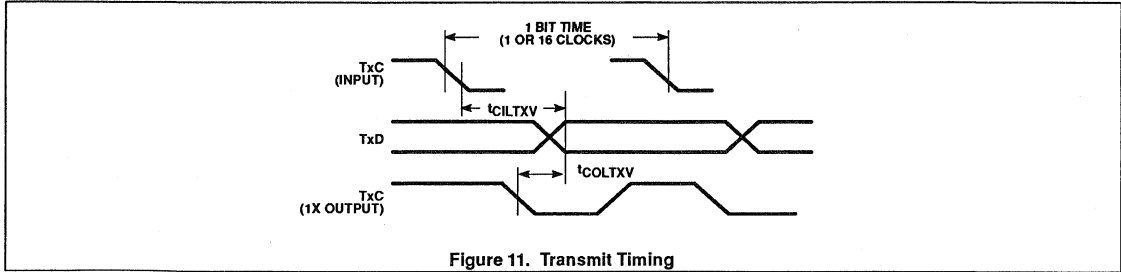 1 BIT TIME
(1 OR 16 CLOCKS)
TxC
(INPUT)
tCILTXV
TxD
tCOLTXV
TxC
(1X OUTPUT)
Figure 11. Transmit Timing